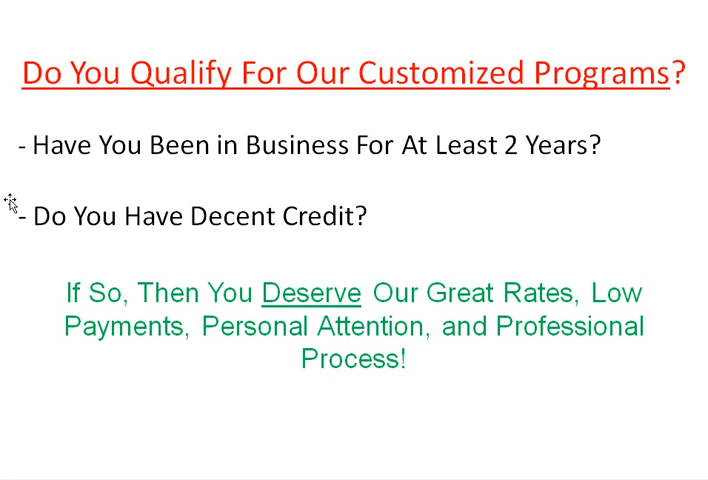 Do You Qualify For Our Customized Programs?
- Have You Been in Business For At Least 2 Years?
- Do You Have Decent Credit?
If So, Then You Deserve Our Great Rates, Low
Payments, Personal Attention, and Professional
Process!